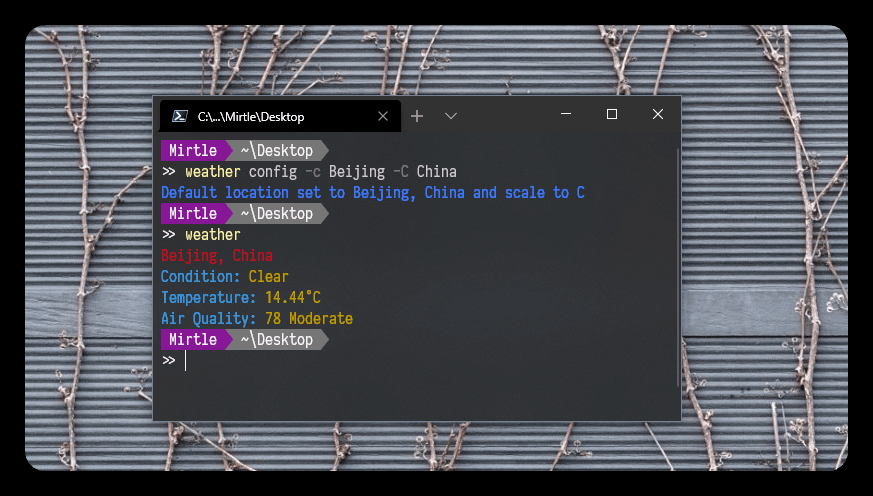 C:\...\Mirtle\Desktop
Mirtle ~\Desktop
>> weather config -c Beijing -C China
Default location set to Beijing, China and scale to C
Mirtle ~\Desktop
>> weather
Beijing, China
Condition: Clear
Temperature: 14.44°C
Air Quality: 78 Moderate
Mirtle ~\Desktop
>>